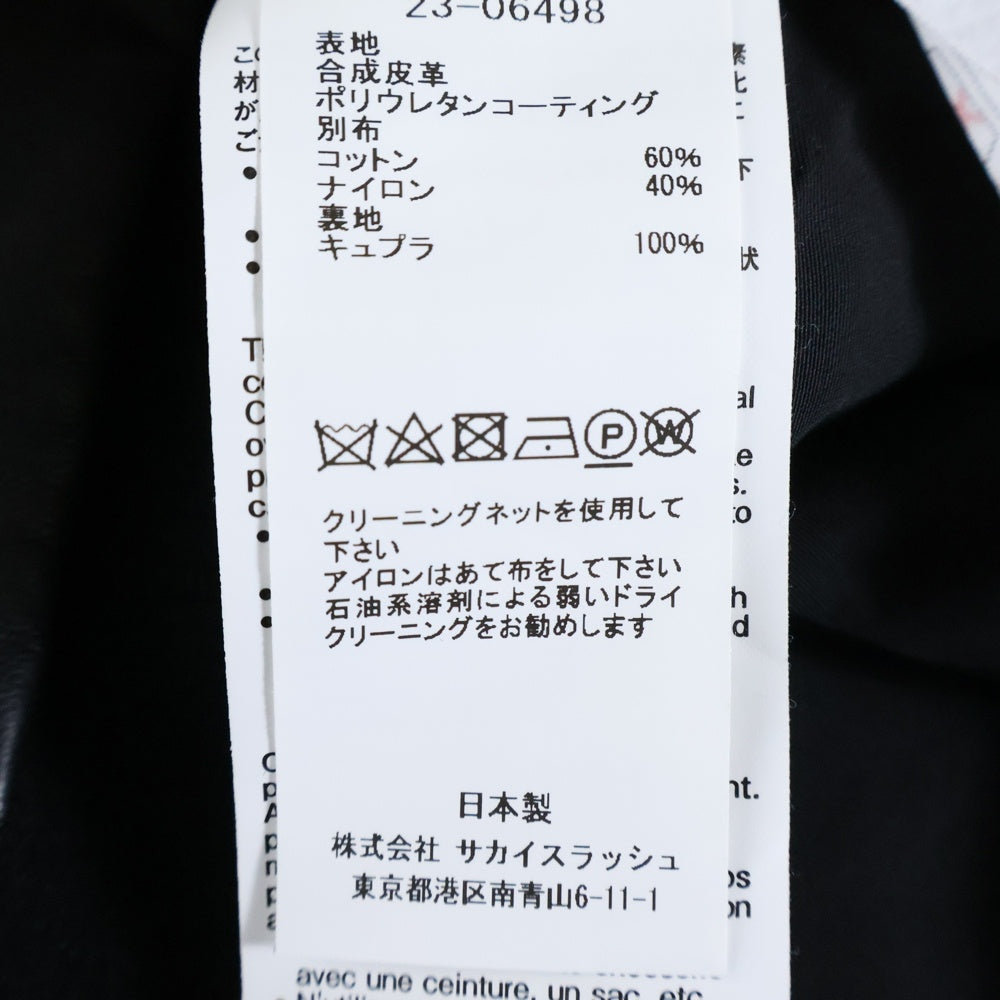 23-06498
表地
合成皮革
ポリウレタンコーティング
別布
コットン 60%
ナイロン 40%
裏地
キュプラ 100%
P W
クリーニングネットを使用して
下さい
アイロンはあて布をして下さい
石油系溶剤による弱いドライ
クリーニングをお勧めします
日本製
株式会社 サカイスラッシュ
東京都港区南青山6-11-1
avec une ceinture, un sac, etc.